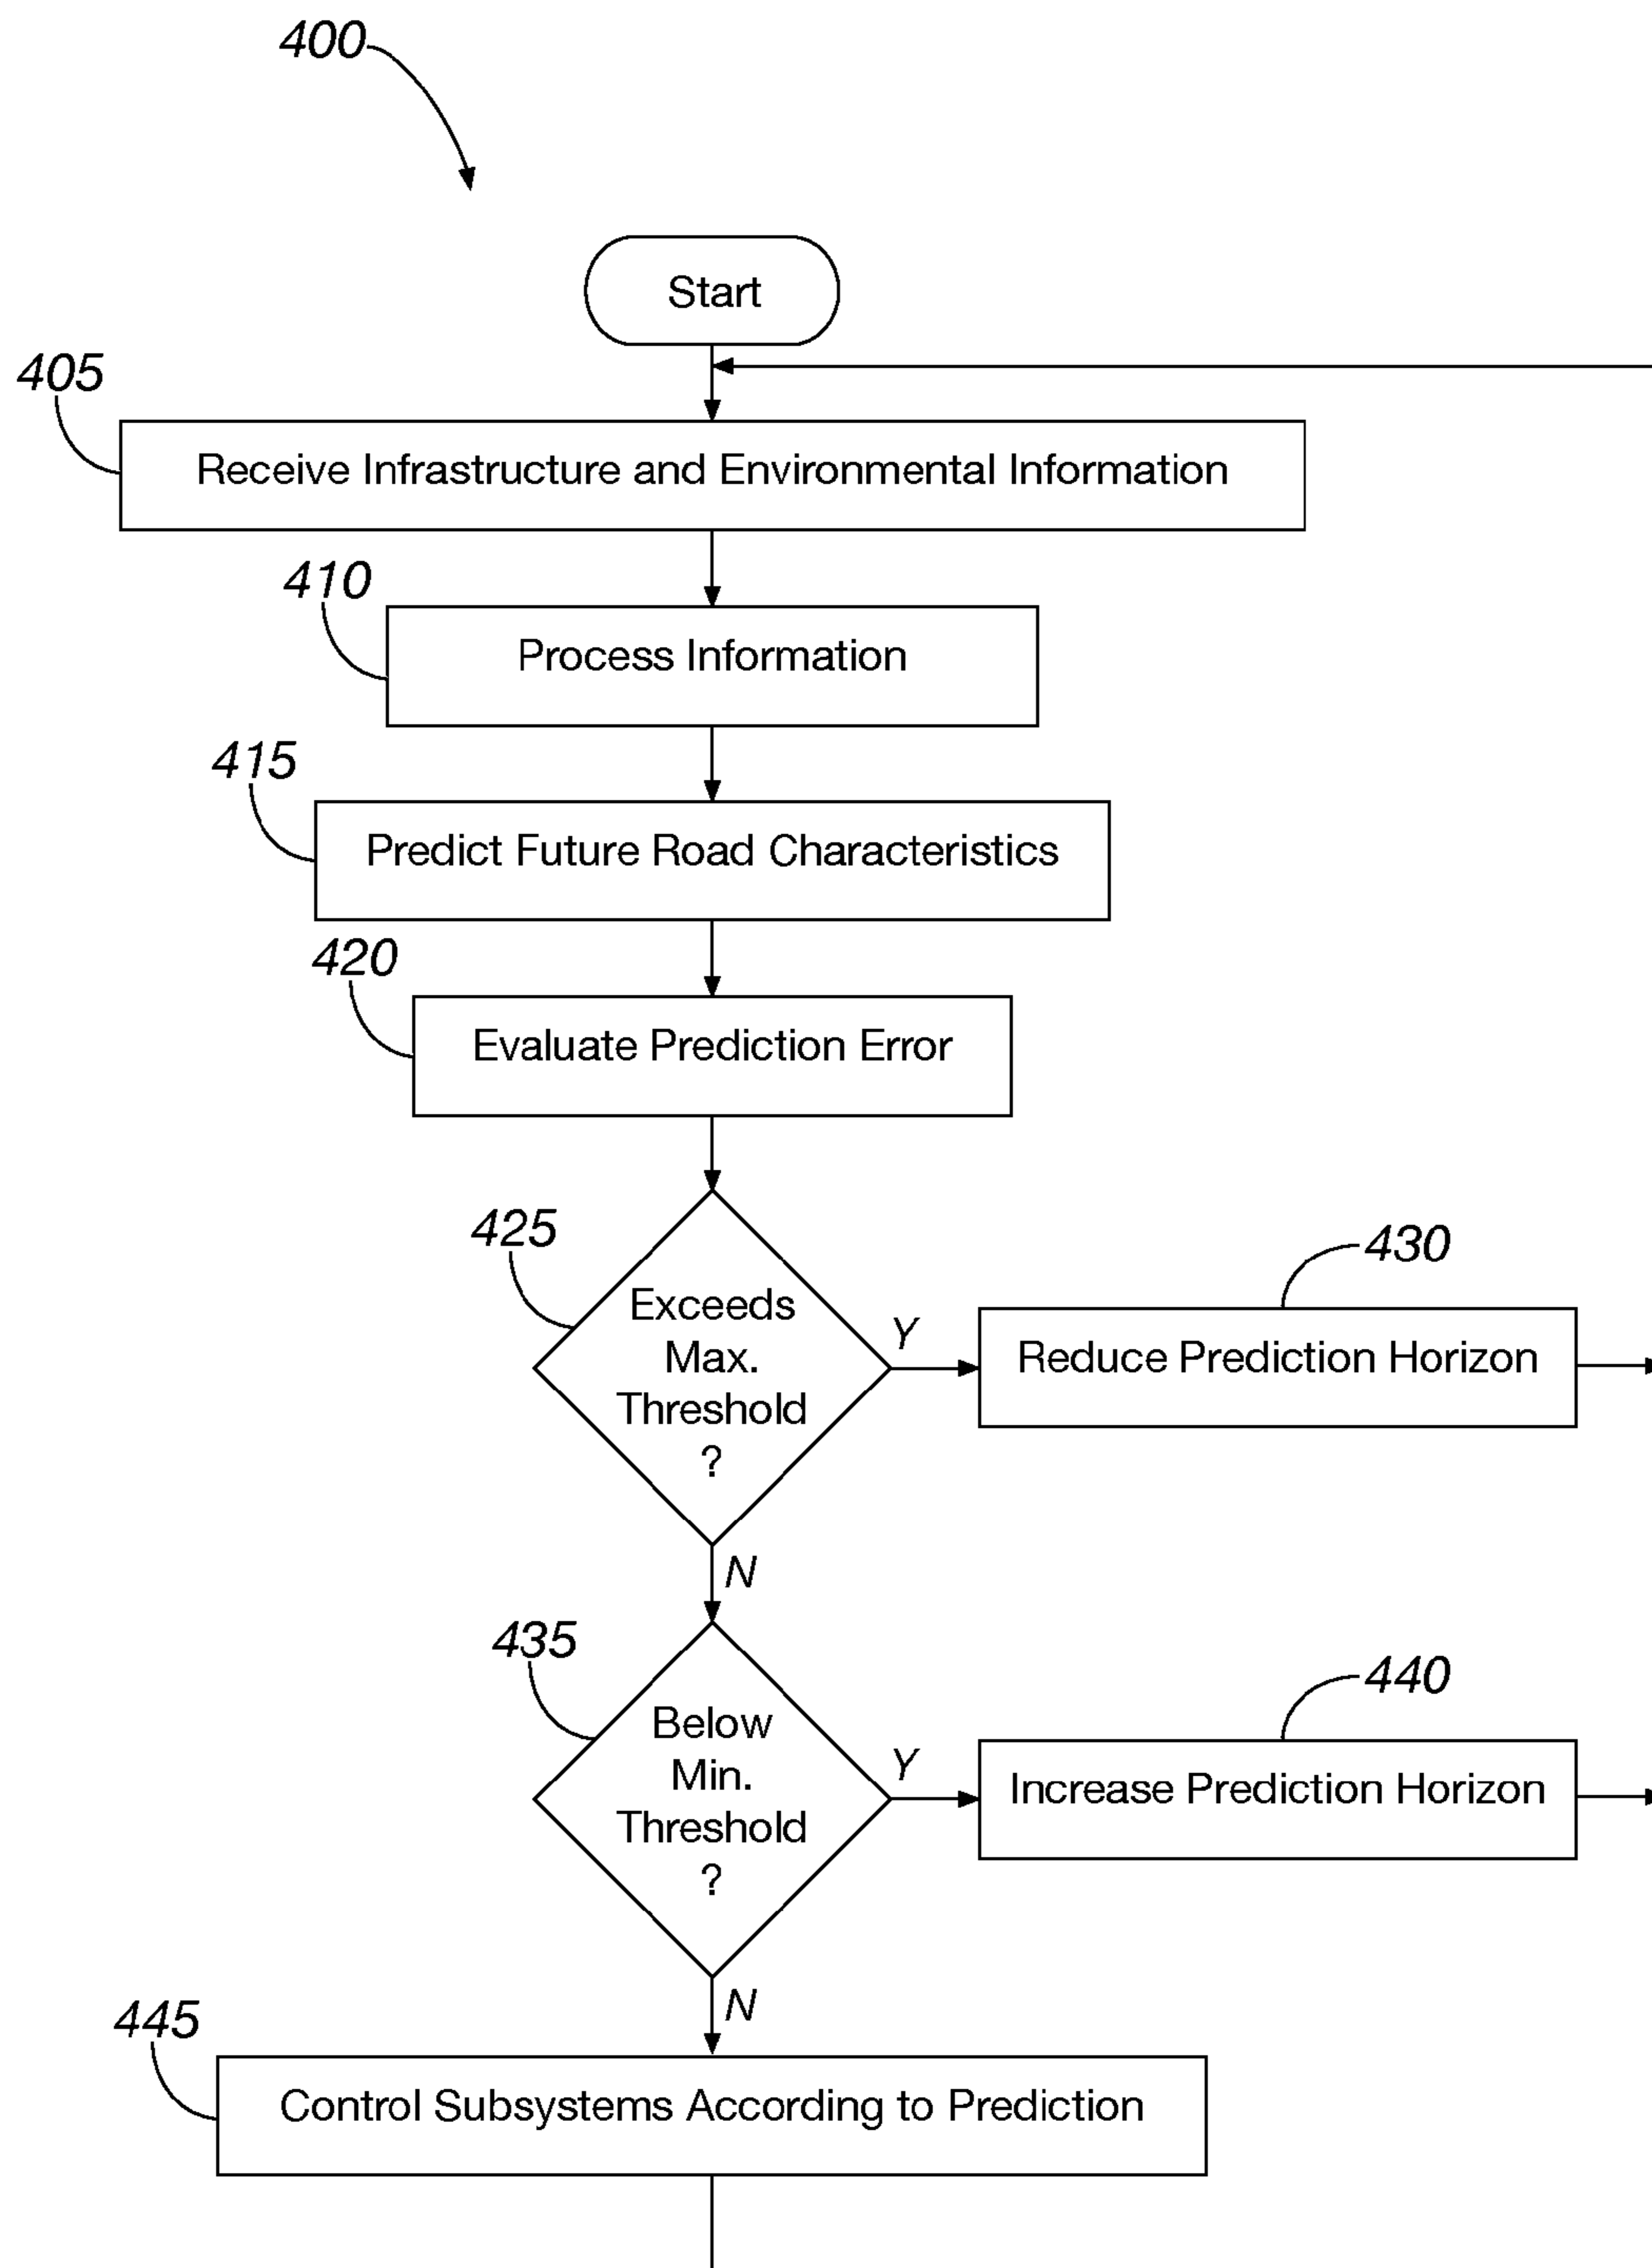 400
Start
405
Receive Infrastructure and Environmental Information
410
Process Information
415
Predict Future Road Characteristics
420
Evaluate Prediction Error
425
Exceeds
Max.
Threshold
?
Y
430
Reduce Prediction Horizon
N
435
Below
Min.
Threshold
?
Y
440
Increase Prediction Horizon
N
445
Control Subsystems According to Prediction